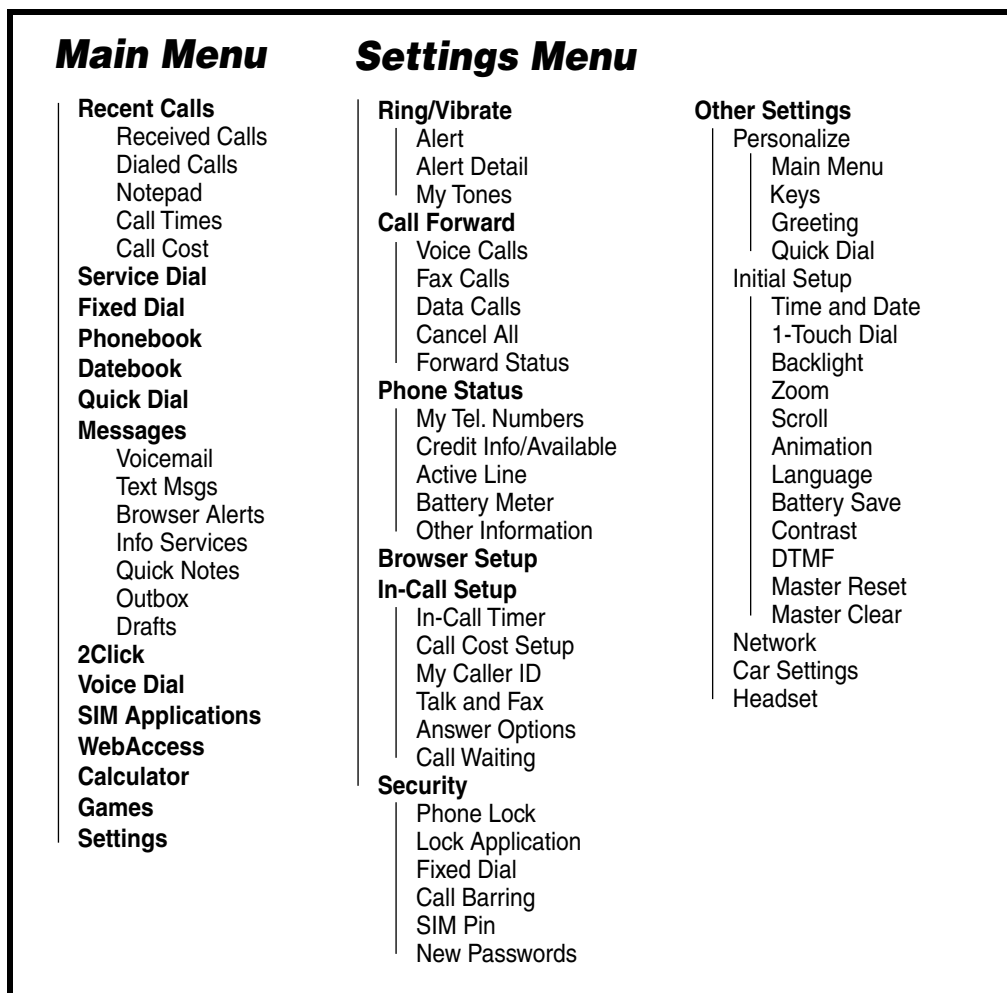 Main Menu
Recent Calls
Received Calls
Dialed Calls
Notepad
Call Times
Call Cost
Service Dial
Fixed Dial
Phonebook
Datebook
Quick Dial
Messages
Voicemail
Text Msgs
Browser Alerts
Info Services
Quick Notes
Outbox
Drafts
2Click
Voice Dial
SIM Applications
WebAccess
Calculator
Games
Settings
Settings Menu
Ring/Vibrate
Alert
Alert Detail
My Tones
Call Forward
Voice Calls
Fax Calls
Data Calls
Cancel All
Forward Status
Phone Status
My Tel. Numbers
Credit Info/Available
Active Line
Battery Meter
Other Information
Browser Setup
In-Call Setup
In-Call Timer
Call Cost Setup
My Caller ID
Talk and Fax
Answer Options
Call Waiting
Security
Phone Lock
Lock Application
Fixed Dial
Call Barring
SIM Pin
New Passwords
Other Settings
Personalize
Main Menu
Keys
Greeting
Quick Dial
Initial Setup
Time and Date
1-Touch Dial
Backlight
Zoom
Scroll
Animation
Language
Battery Save
Contrast
DTMF
Master Reset
Master Clear
Network
Car Settings
Headset